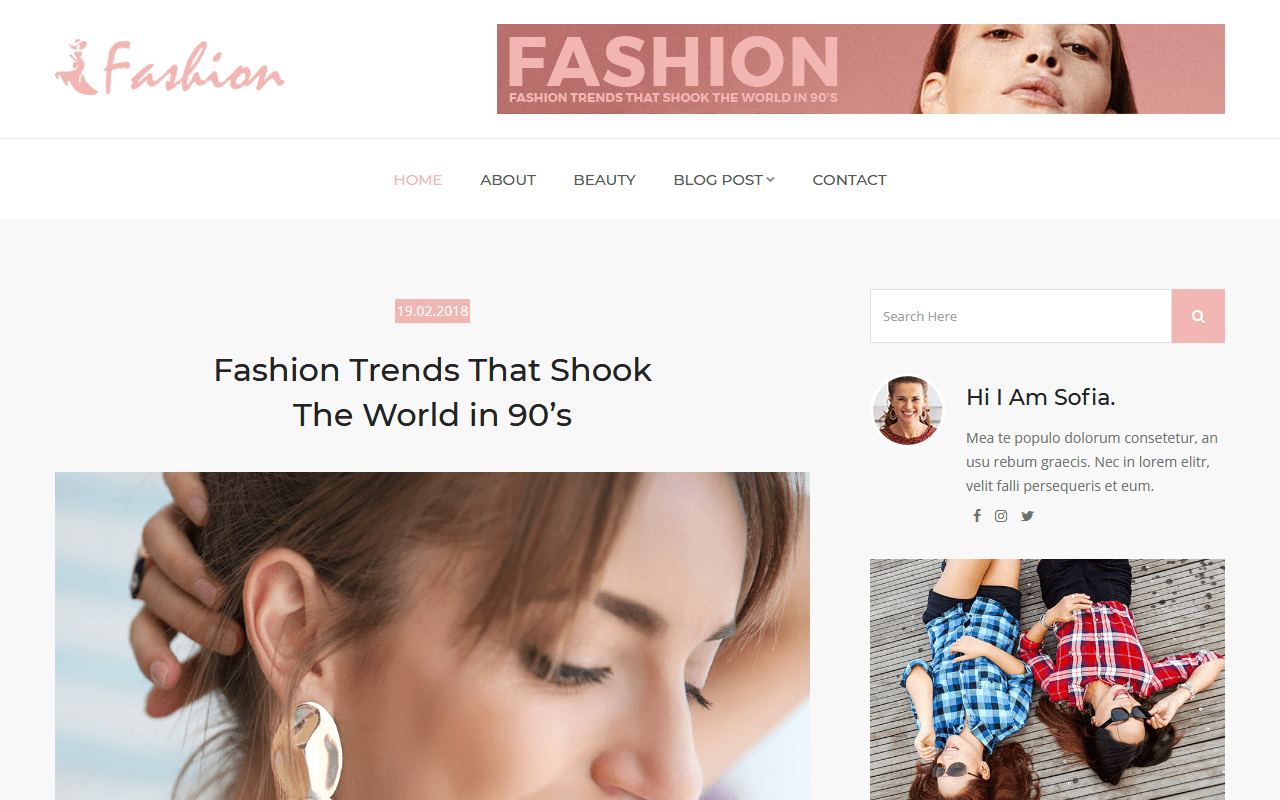 Fashion
FASHION
FASHION TRENDS THAT SHOOK THE WORLD IN 90'S
HOME
ABOUT
BEAUTY
BLOG POST
CONTACT
19.02.2018
Fashion Trends That Shook
The World in 90’s
Search Here
Hi I Am Sofia.
Mea te populo dolorum consetetur, an
usu rebum graecis. Nec in lorem elitr,
velit falli persequeris et eum.